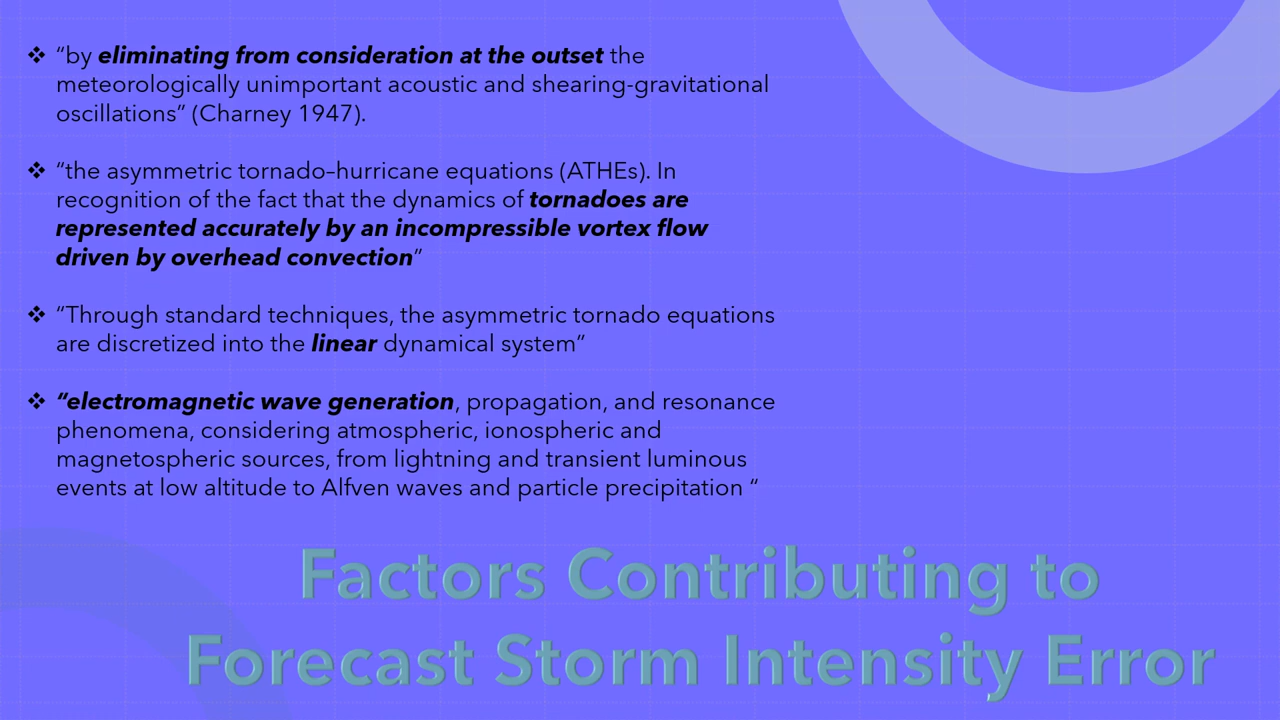 ❖ “by eliminating from consideration at the outset the
meteorologically unimportant acoustic and shearing-gravitational
oscillations” (Charney 1947).
❖ “the asymmetric tornado–hurricane equations (ATHEs). In
recognition of the fact that the dynamics of tornadoes are
represented accurately by an incompressible vortex flow
driven by overhead convection”
❖ “Through standard techniques, the asymmetric tornado equations
are discretized into the linear dynamical system”
❖ “electromagnetic wave generation, propagation, and resonance
phenomena, considering atmospheric, ionospheric and
magnetospheric sources, from lightning and transient luminous
events at low altitude to Alfven waves and particle precipitation “
Factors Contributing to
Forecast Storm Intensity Error